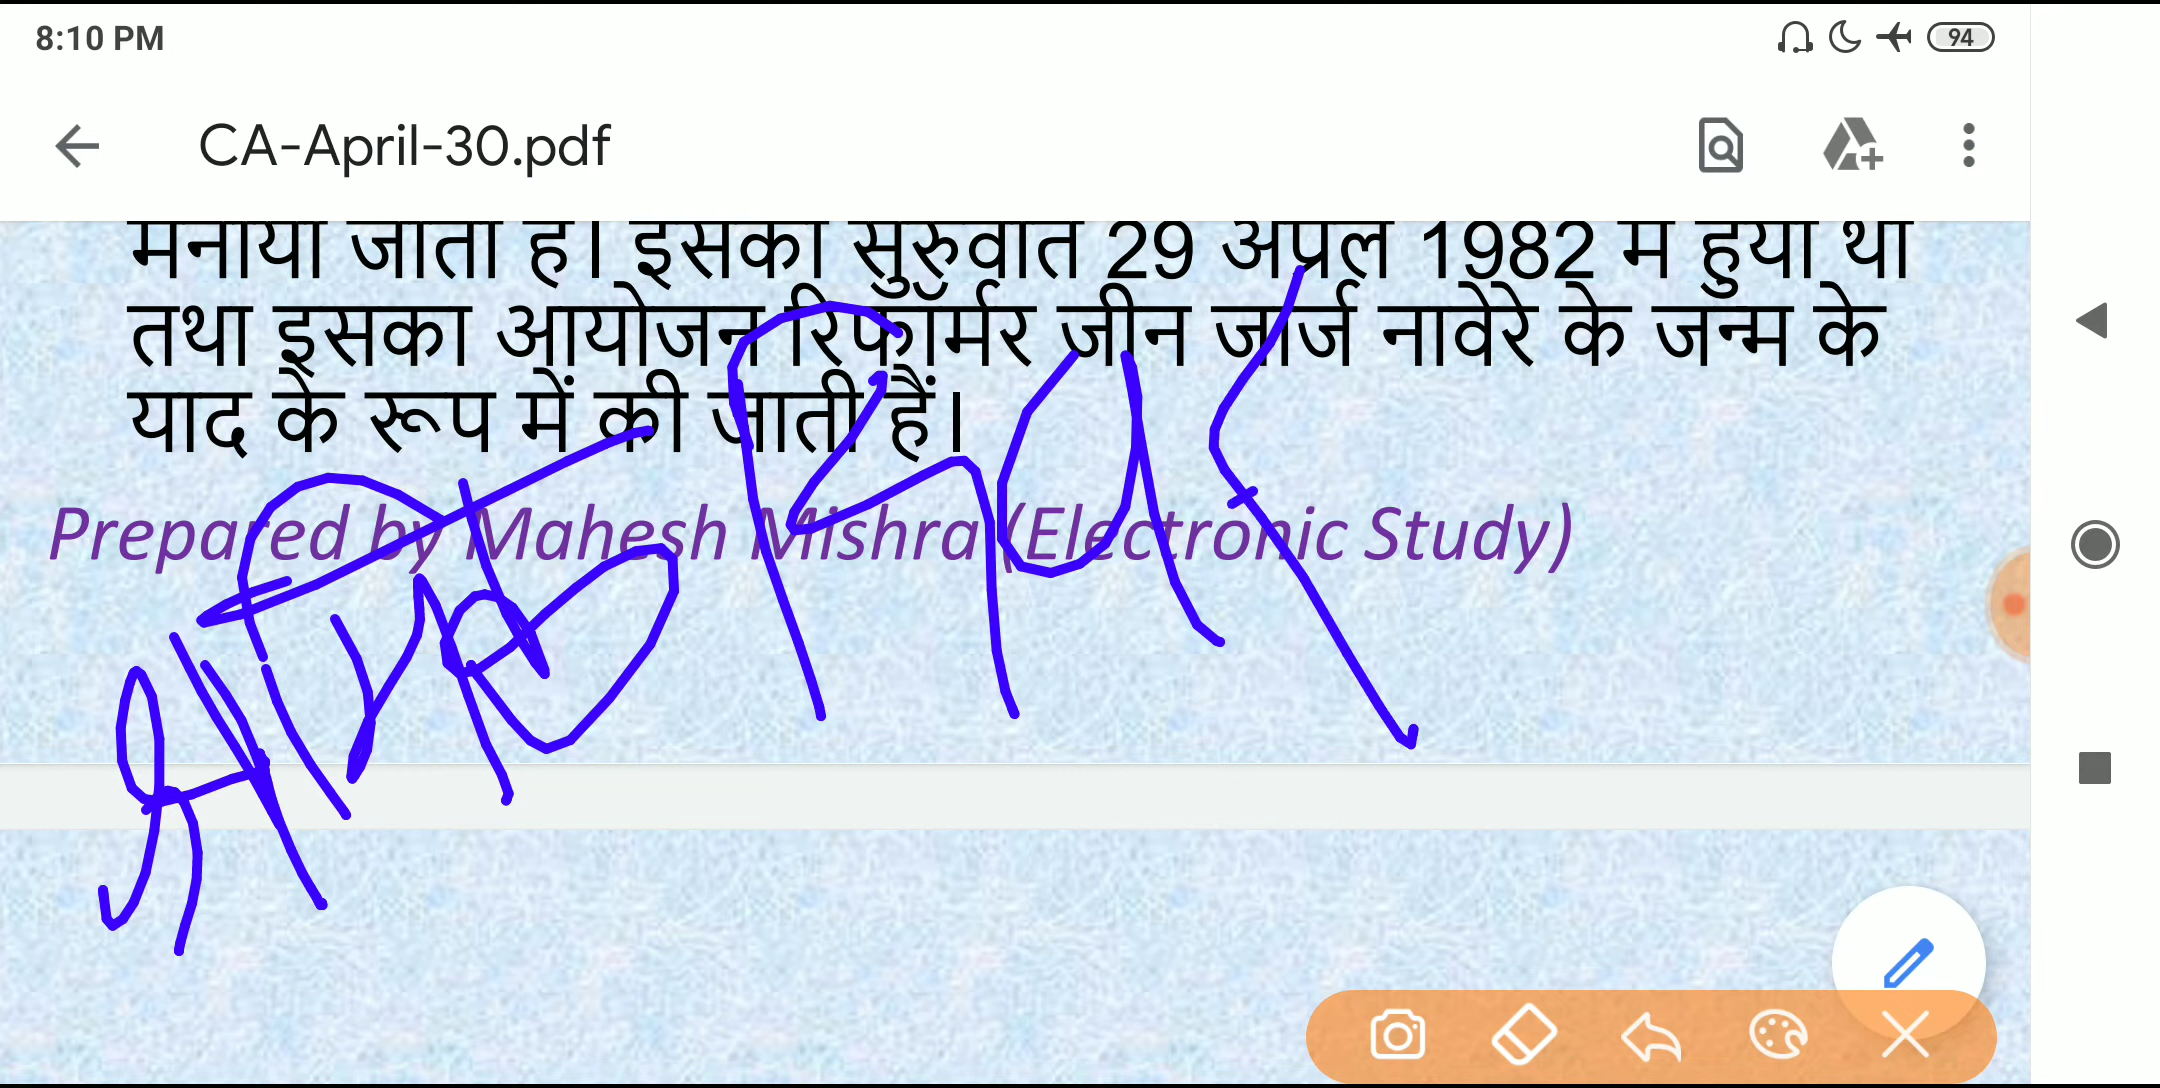 8:10 PM
94
CA-April-30.pdf
मनाया जाता है। इसकी सुरुवात 29 अप्रैल 1982 में हुयी थी
तथा इसका आयोजन रिफॉर्मर जीन जॉर्ज नावेरे के जन्म के
याद के रूप में की जाती हैं।
Prepared by Mahesh Mishra (Electronic Study)